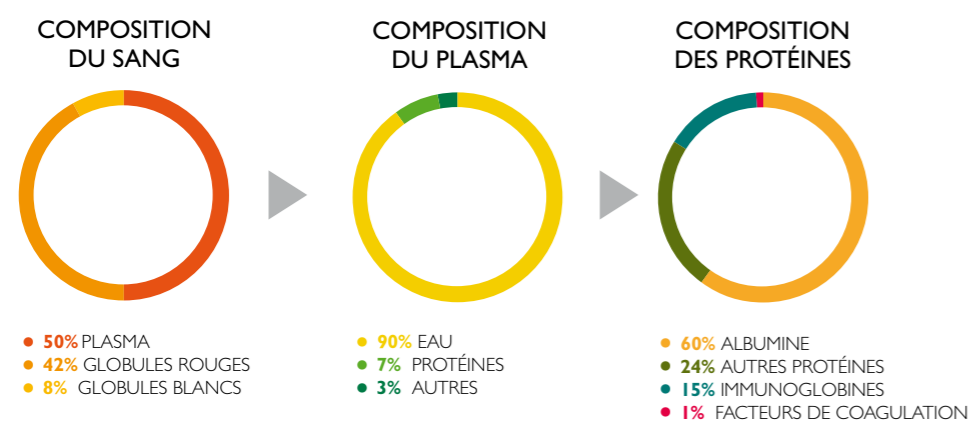 COMPOSITION
DU SANG
50% PLASMA
42% GLOBULES ROUGES
8% GLOBULES BLANCS
COMPOSITION
DU PLASMA
90% EAU
7% PROTÉINES
3% AUTRES
COMPOSITION
DES PROTÉINES
60% ALBUMINE
24% AUTRES PROTÉINES
15% IMMUNOGLOBINES
1% FACTEURS DE COAGULATION